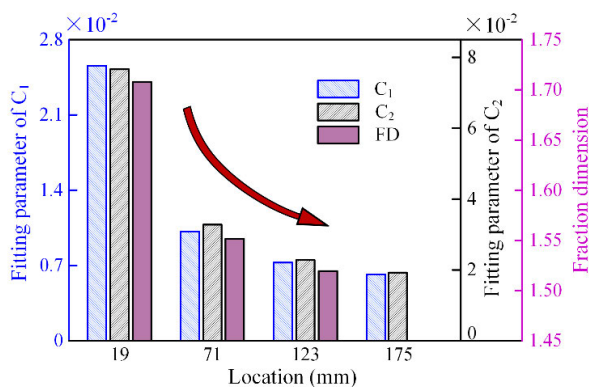 ×10⁻²
×10⁻²
2.8
2.1
1.4
0.7
0
Fitting parameter of C₁
C₁
C₂
FD
8
6
4
2
0
Fitting parameter of C₂
1.75
1.70
1.65
1.60
1.55
1.50
1.45
Fraction dimension
19 71 123 175
Location (mm)